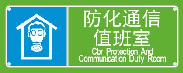 防化通信
值班室
Cbr Protection And
Communication Duty Room